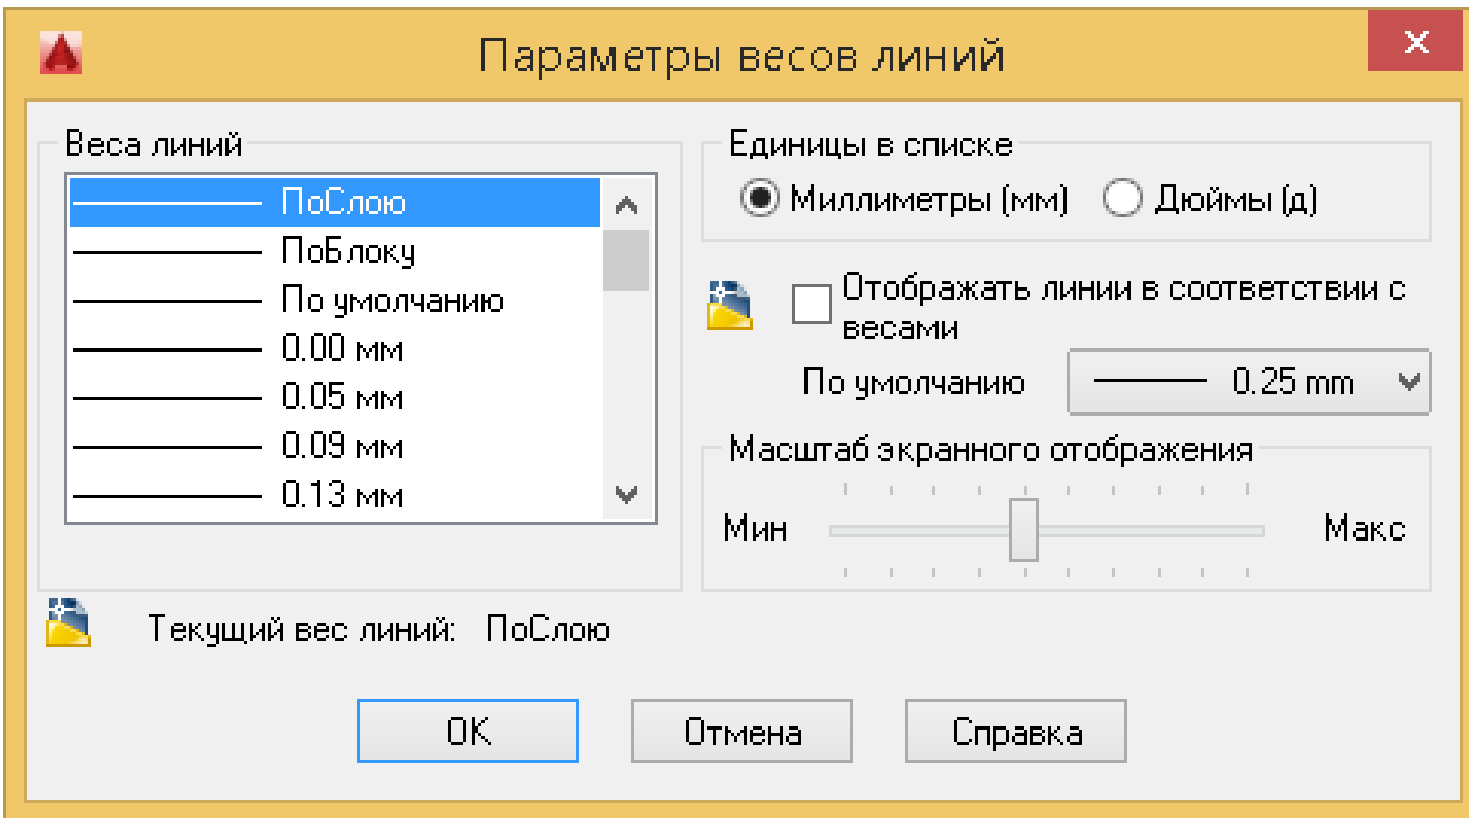 Параметры весов линий
Веса линий
ПоСлою
ПоБлоку
По умолчанию
0.00 мм
0.05 мм
0.09 мм
0.13 мм
Единицы в списке
Миллиметры (мм)
Дюймы (д)
Отображать линии в соответствии с
весами
По умолчанию
0.25 mm
Масштаб экранного отображения
Мин
Макс
Текущий вес линий: ПоСлою
OK
Отмена
Справка